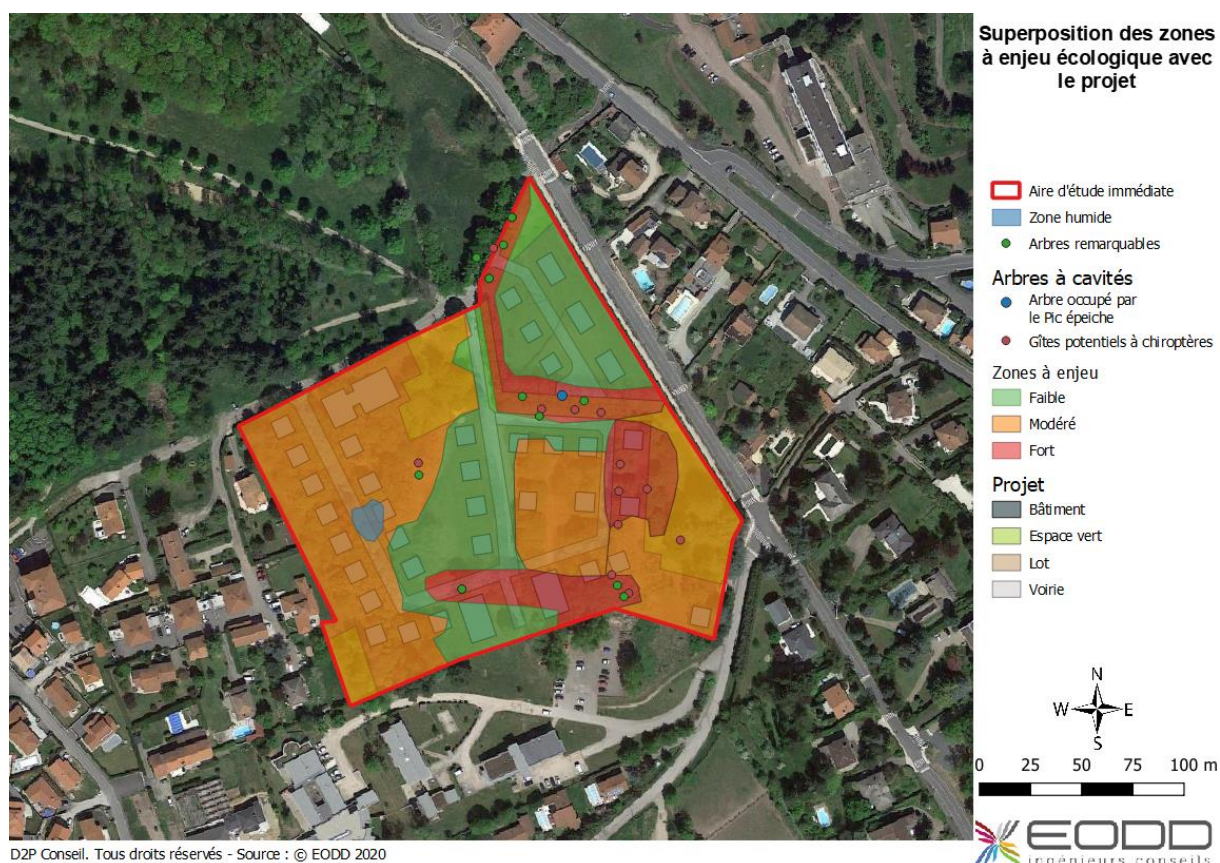 Superposition des zones
à enjeu écologique avec
le projet
Aire d'étude immédiate
Zone humide
Arbres remarquables
Arbres à cavités
Arbre occupé par
le Pic épeiche
Gîtes potentiels à chiroptères
Zones à enjeu
Faible
Modéré
Fort
Projet
Bâtiment
Espace vert
Lot
Voirie
N
W E
S
0 25 50 75 100 m
EODD
ingénieurs conseils
D2P Conseil. Tous droits réservés - Source : © EODD 2020